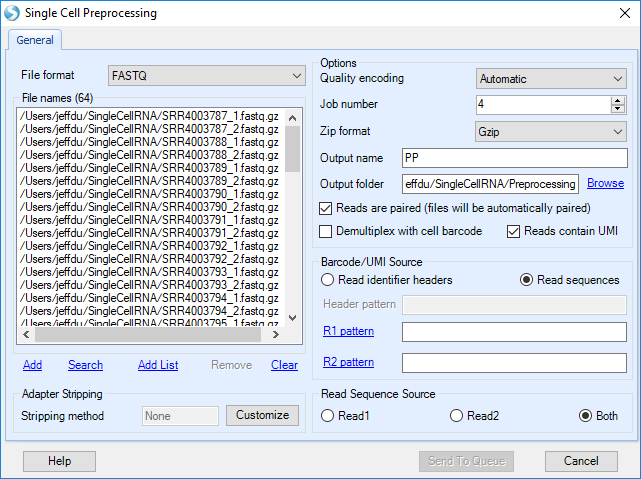 Single Cell Preprocessing
General
File format
FASTQ
File names (64)
/Users/jeffdu/SingleCellRNA/SRR4003787_1.fastq.gz
/Users/jeffdu/SingleCellRNA/SRR4003787_2.fastq.gz
/Users/jeffdu/SingleCellRNA/SRR4003788_1.fastq.gz
/Users/jeffdu/SingleCellRNA/SRR4003788_2.fastq.gz
/Users/jeffdu/SingleCellRNA/SRR4003789_1.fastq.gz
/Users/jeffdu/SingleCellRNA/SRR4003789_2.fastq.gz
/Users/jeffdu/SingleCellRNA/SRR4003790_1.fastq.gz
/Users/jeffdu/SingleCellRNA/SRR4003790_2.fastq.gz
/Users/jeffdu/SingleCellRNA/SRR4003791_1.fastq.gz
/Users/jeffdu/SingleCellRNA/SRR4003791_2.fastq.gz
/Users/jeffdu/SingleCellRNA/SRR4003792_1.fastq.gz
/Users/jeffdu/SingleCellRNA/SRR4003792_2.fastq.gz
/Users/jeffdu/SingleCellRNA/SRR4003793_1.fastq.gz
/Users/jeffdu/SingleCellRNA/SRR4003793_2.fastq.gz
/Users/jeffdu/SingleCellRNA/SRR4003794_1.fastq.gz
/Users/jeffdu/SingleCellRNA/SRR4003794_2.fastq.gz
/Users/jeffdu/SingleCellRNA/SRR4003795_1.fastq.gz
Add Search Add List Remove Clear
Adapter Stripping
Stripping method None Customize
Options
Quality encoding Automatic
Job number 4
Zip format Gzip
Output name PP
Output folder effdu/SingleCellRNA/Preprocessing Browse
Reads are paired (files will be automatically paired)
Demultiplex with cell barcode Reads contain UMI
Barcode/UMI Source
Read identifier headers Read sequences
Header pattern
R1 pattern
R2 pattern
Read Sequence Source
Read1 Read2 Both
Help Send To Queue Cancel